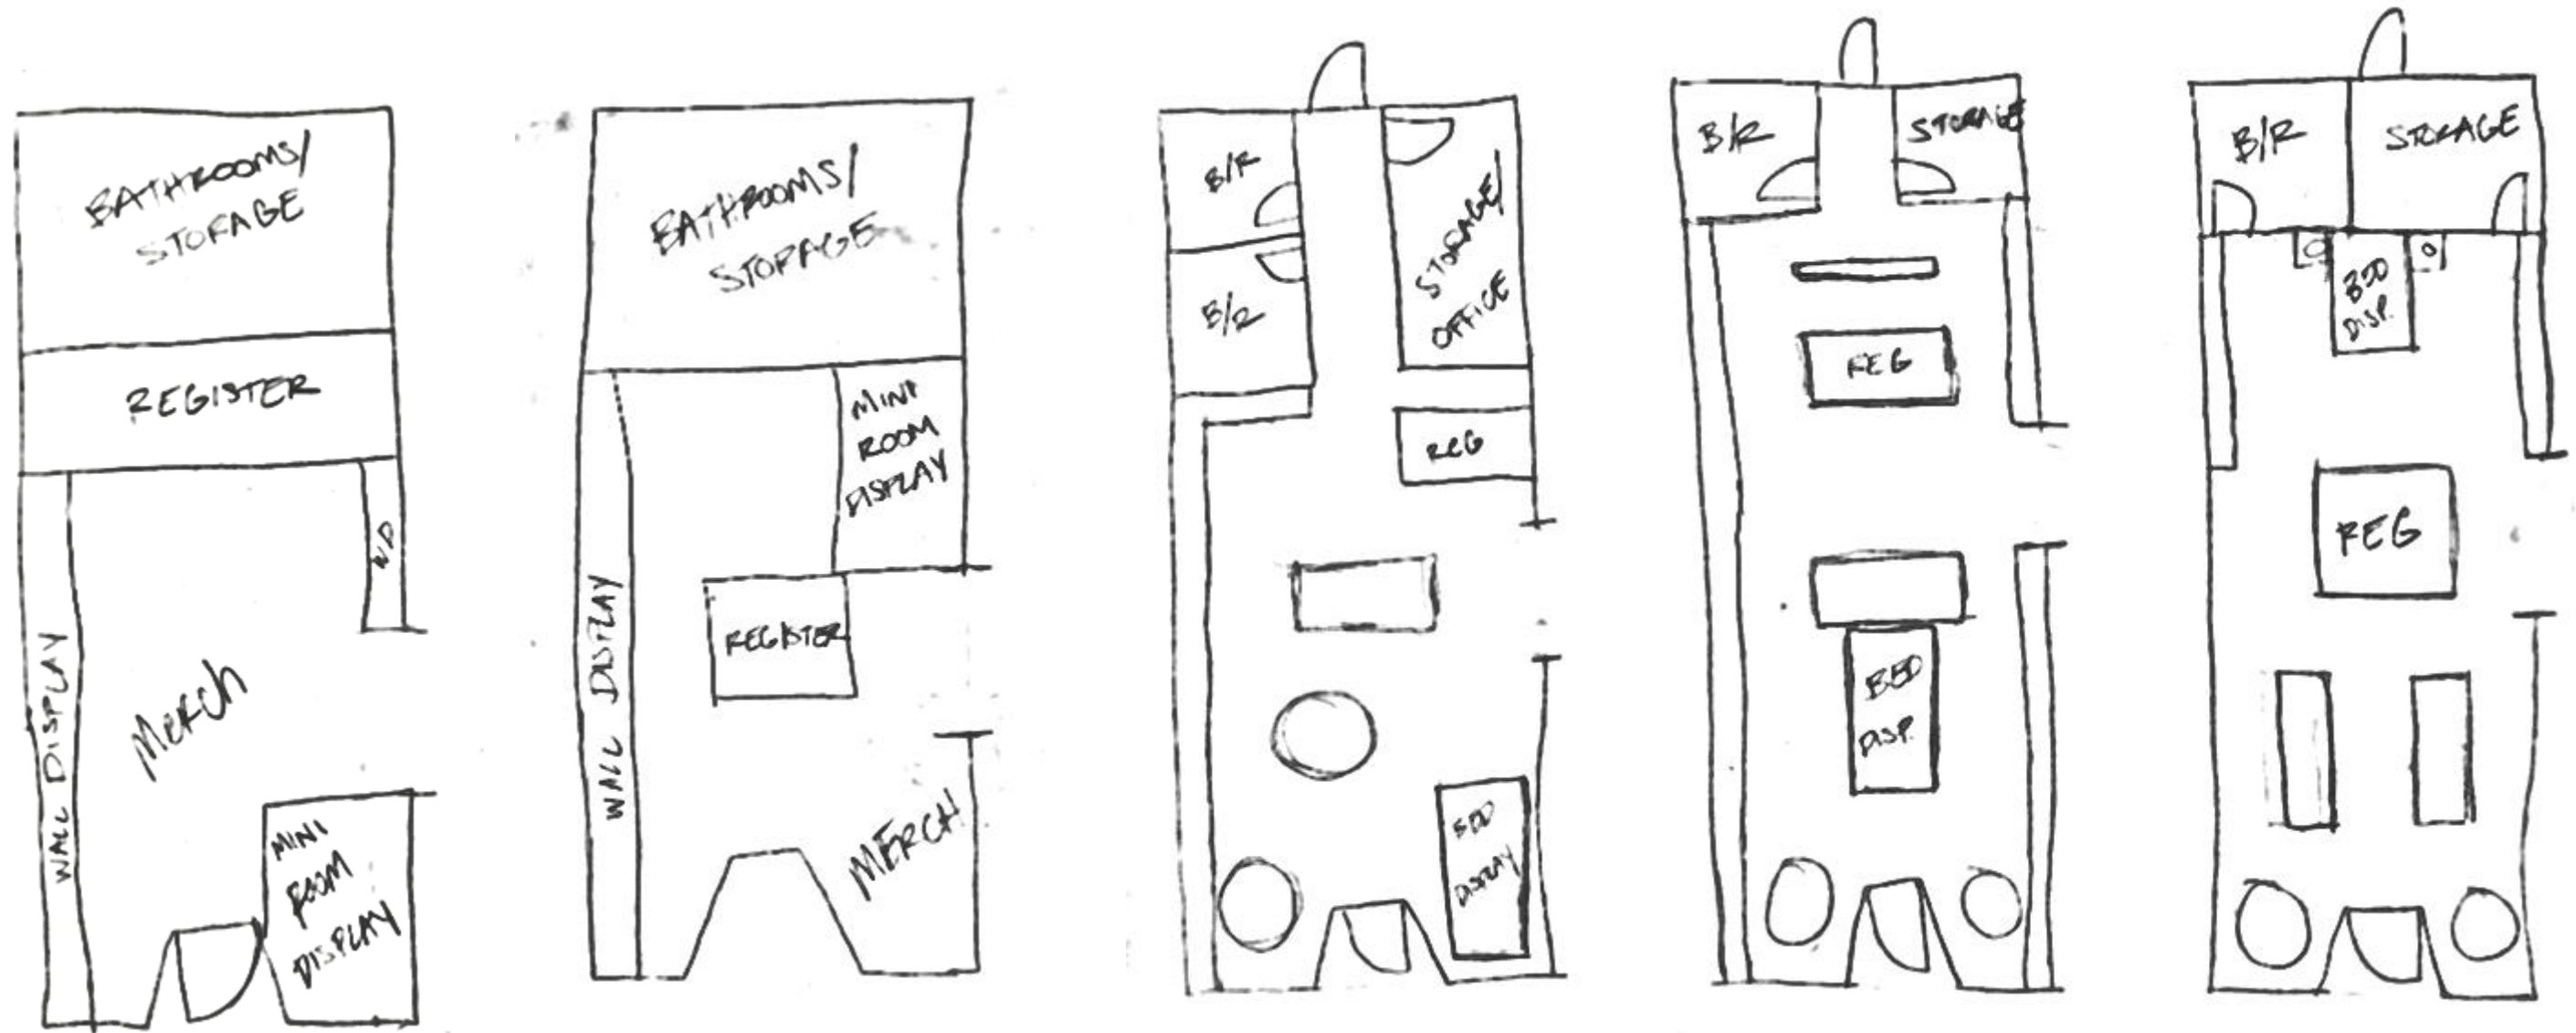 BATHROOMS/
STORAGE
REGISTER
WD
WALL DISPLAY
Merch
MINI
ROOM
DISPLAY
BATHROOMS/
STORAGE
MINI
ROOM
DISPLAY
WALL DISPLAY
REGISTER
MERCH
B/R
B/R
STORAGE/
OFFICE
REG
BED
DISPLAY
B/R
STORAGE
REG
BED
DISP.
B/R
STORAGE
BED
DISP.
REG